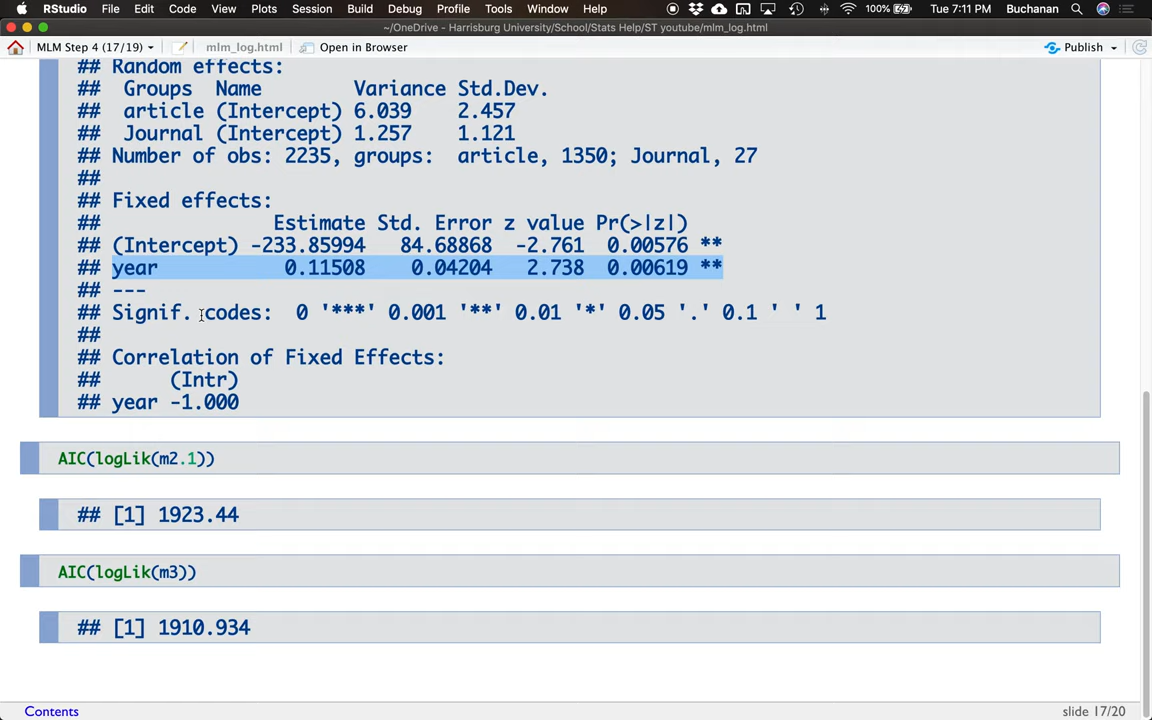 RStudio File Edit Code View Plots Session Build Debug Profile Tools Window Help 100% Tue 7:11 PM Buchanan
~/OneDrive - Harrisburg University/School/Stats Help/ST youtube/mlm_log.html
MLM Step 4 (17/19) mlm_log.html Open in Browser Publish
## Random effects:
##  Groups  Name        Variance Std.Dev.
##  article (Intercept) 6.039    2.457
##  Journal (Intercept) 1.257    1.121
## Number of obs: 2235, groups:  article, 1350; Journal, 27
##
## Fixed effects:
##               Estimate Std. Error z value Pr(>|z|)
## (Intercept) -233.85994   84.68868  -2.761  0.00576 **
## year           0.11508    0.04204   2.738  0.00619 **
## ---
## Signif. codes:  0 '***' 0.001 '**' 0.01 '*' 0.05 '.' 0.1 ' ' 1
##
## Correlation of Fixed Effects:
##      (Intr)
## year -1.000
AIC(logLik(m2.1))
## [1] 1923.44
AIC(logLik(m3))
## [1] 1910.934
Contents slide 17/20